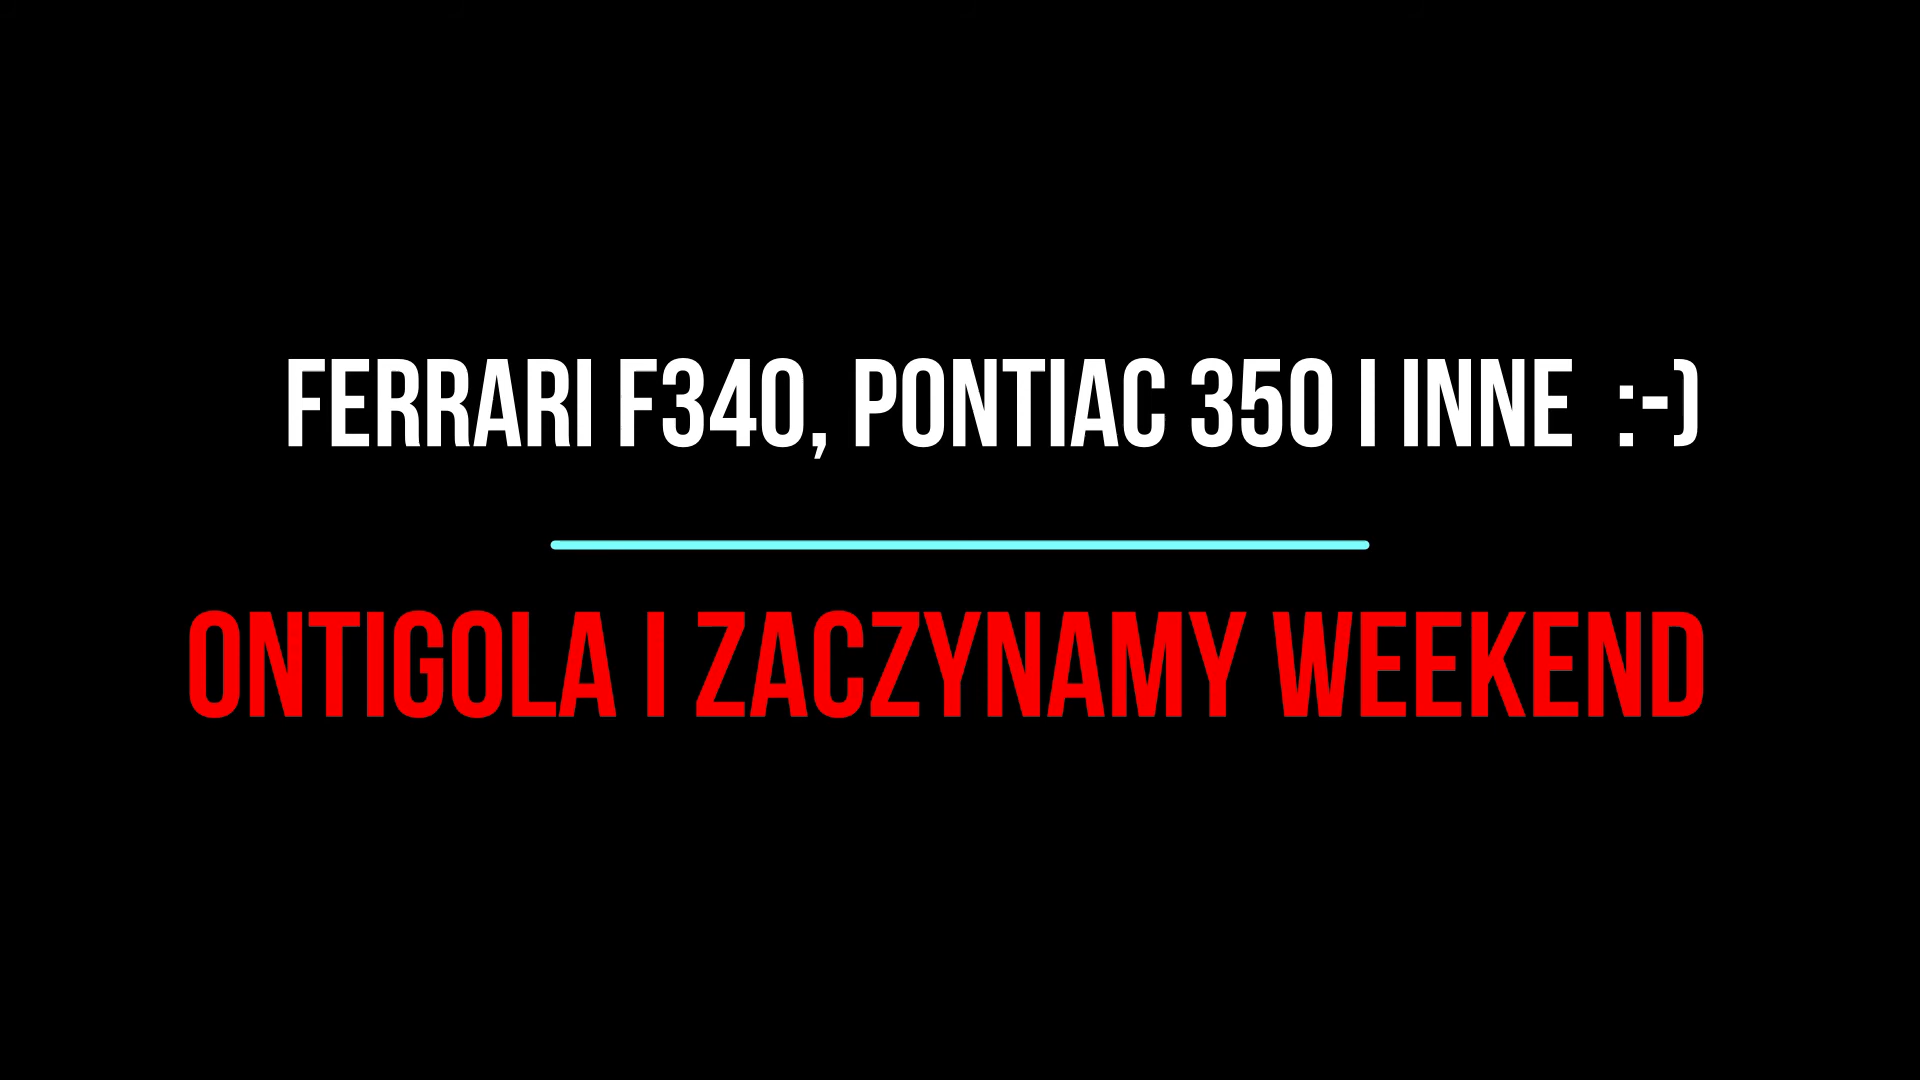 FERRARI F340, PONTIAC 350 I INNE :-)
ONTIGOLA I ZACZYNAMY WEEKEND